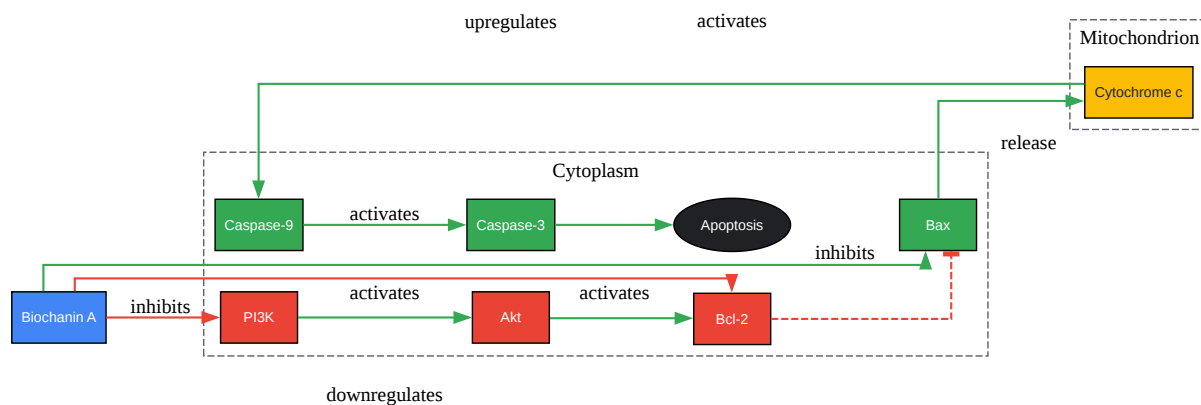 upregulates
activates
Mitochondrion
Cytochrome c
release
Cytoplasm
Caspase-9
activates
Caspase-3
Apoptosis
Bax
inhibits
Biochanin A
inhibits
PI3K
activates
Akt
activates
Bcl-2
downregulates